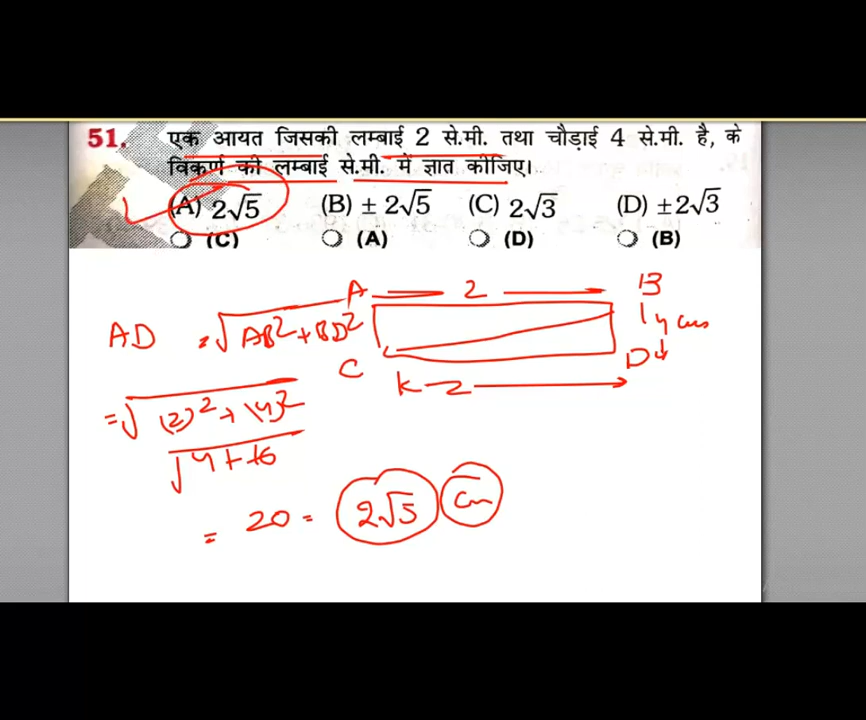 51. एक आयत जिसकी लम्बाई 2 से.मी. तथा चौड़ाई 4 से.मी. है, के
विकर्ण की लम्बाई से.मी. में ज्ञात कीजिए।
(A) 2√5 (B) ± 2√5 (C) 2√3 (D) ±2√3
(C) (A) (D) (B)
A 2 B
AD = √AB²+BD² 4 cm
C D
2
= √(2)²+(4)²
√4+16
= 20 = 2√5 cm